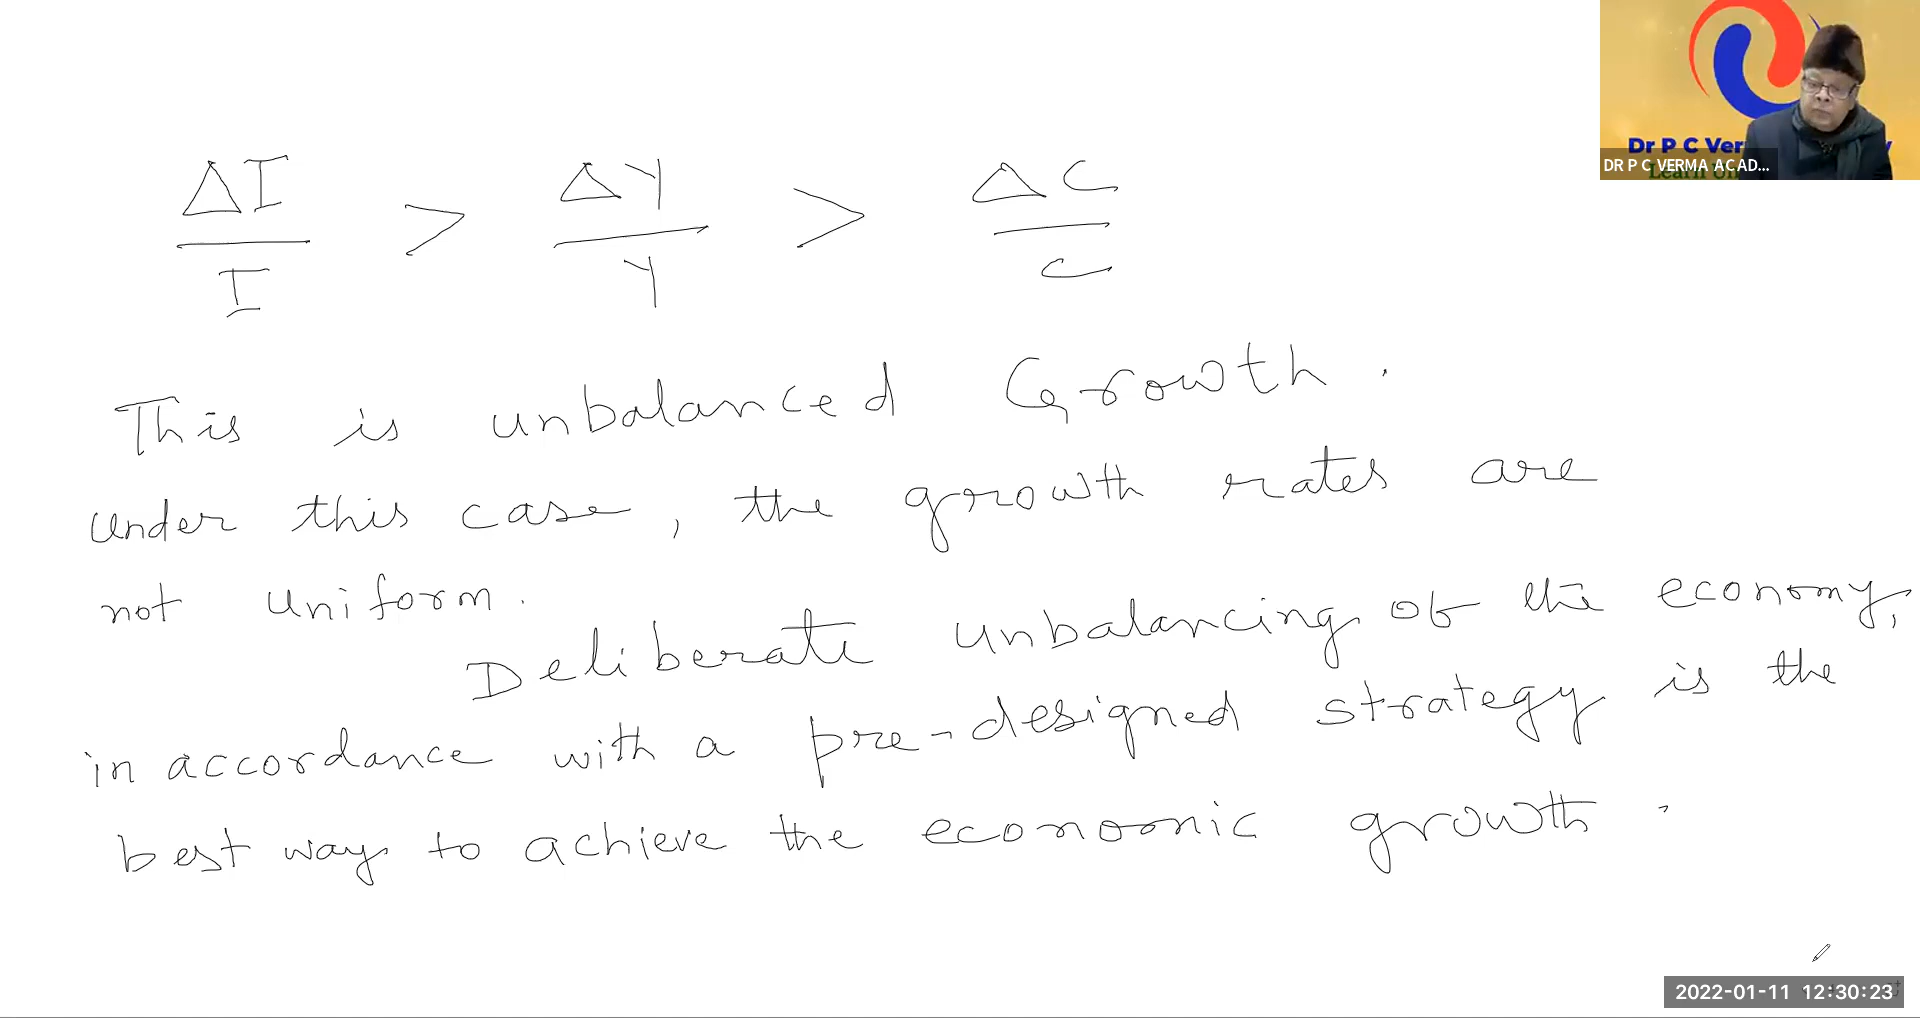 ΔI/I > ΔY/Y > ΔC/C
This is unbalanced Growth.
under this case, the growth rates are
not uniform.
Deliberate unbalancing of the economy,
in accordance with a pre-designed strategy is the
best way to achieve the economic growth.
Dr P C Ver
DR P C VERMA ACAD...
2022-01-11 12:30:23